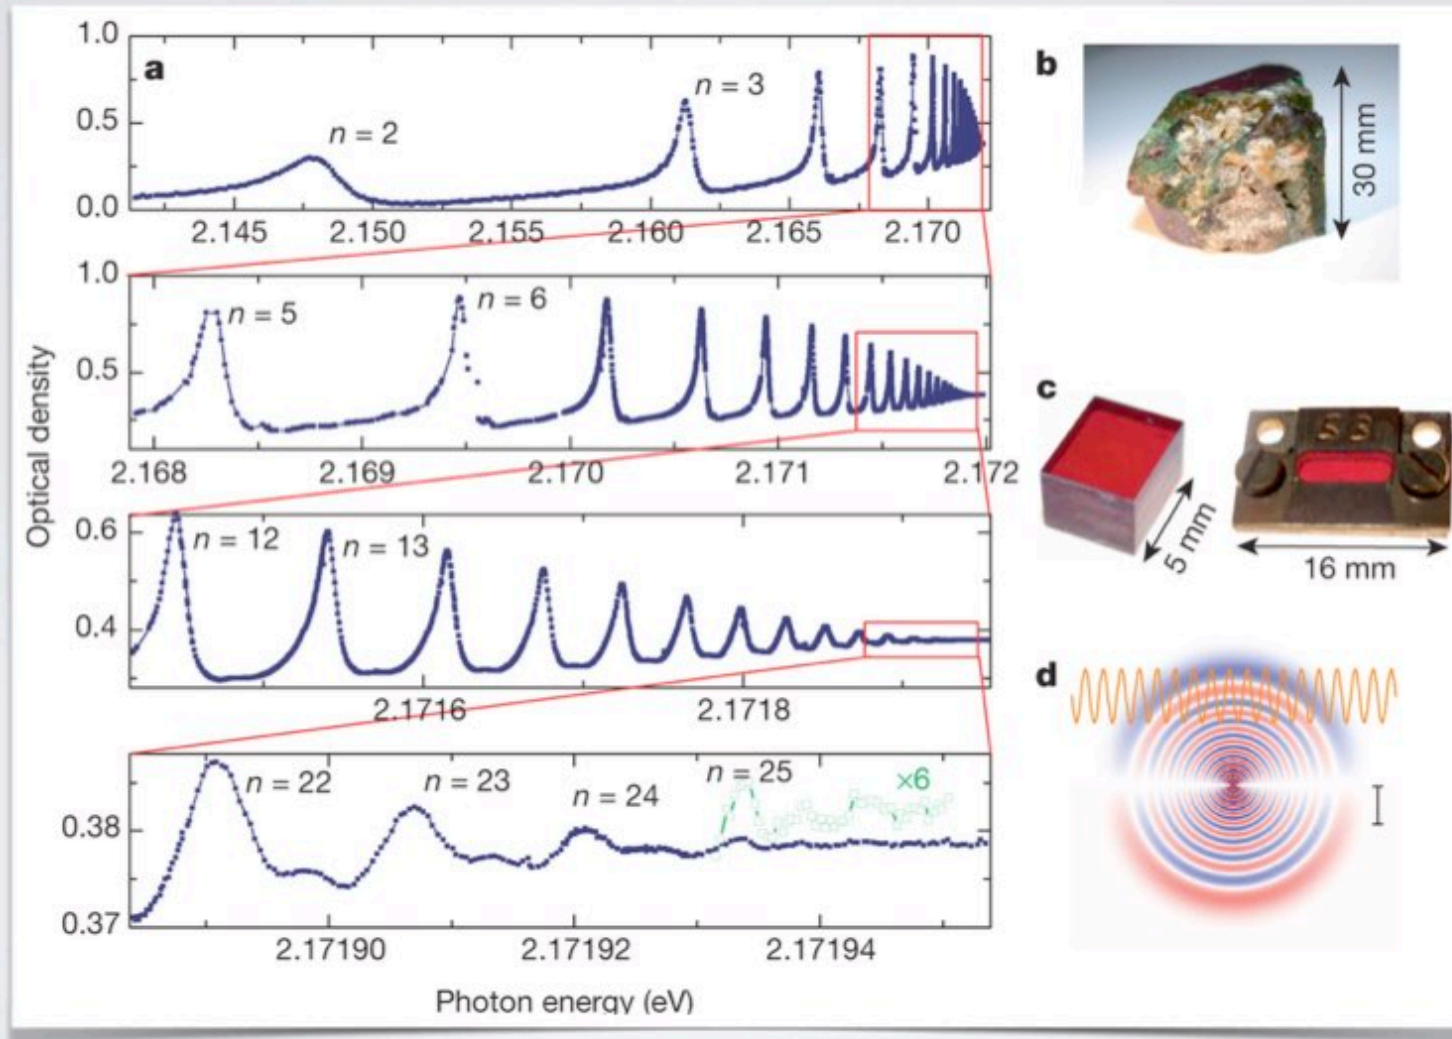 a
1.0
0.5
0.0
n = 2
n = 3
2.145 2.150 2.155 2.160 2.165 2.170
1.0
0.5
n = 5
n = 6
2.168 2.169 2.170 2.171 2.172
Optical density
0.6
0.4
n = 12
n = 13
2.1716 2.1718
0.38
0.37
n = 22
n = 23
n = 24
n = 25
×6
2.17190 2.17192 2.17194
Photon energy (eV)
b
30 mm
c
5 mm
53
16 mm
d